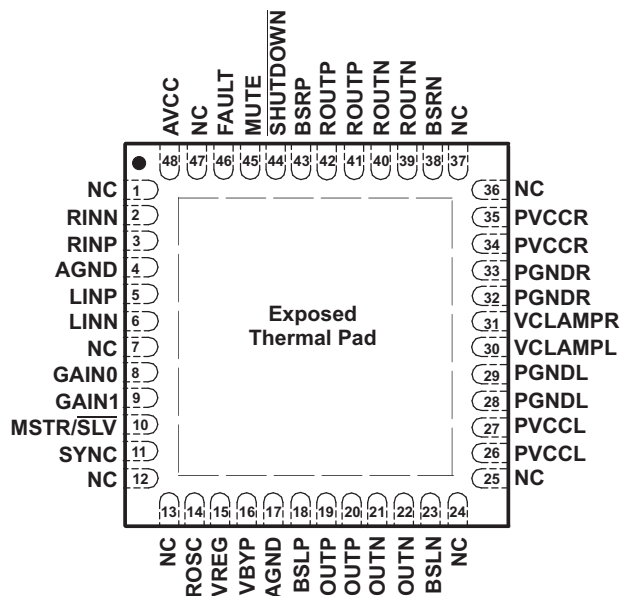 AVCC
NC
FAULT
MUTE
SHUTDOWN
BSRP
ROUTP
ROUTP
ROUTN
ROUTN
BSRN
NC
48 47 46 45 44 43 42 41 40 39 38 37
NC 1
RINN 2
RINP 3
AGND 4
LINP 5
LINN 6
NC 7
GAIN0 8
GAIN1 9
MSTR/SLV 10
SYNC 11
NC 12
Exposed
Thermal Pad
36 NC
35 PVCCR
34 PVCCR
33 PGNDR
32 PGNDR
31 VCLAMPR
30 VCLAMPL
29 PGNDL
28 PGNDL
27 PVCCL
26 PVCCL
25 NC
13 14 15 16 17 18 19 20 21 22 23 24
NC
ROSC
VREG
VBYP
AGND
BSLP
OUTP
OUTP
OUTN
OUTN
BSLN
NC